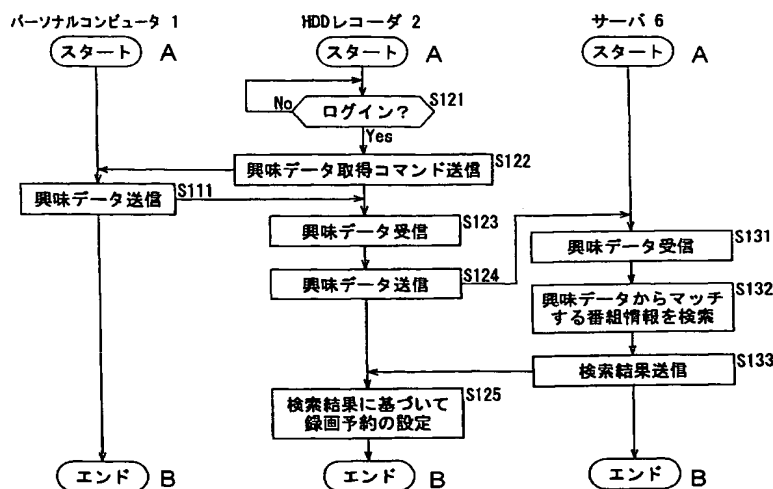 パーソナルコンピュータ 1
HDDレコーダ 2
サーバ 6
スタート A
スタート A
スタート A
ログイン?
S121
No
Yes
興味データ取得コマンド送信
S122
興味データ送信
S111
興味データ受信
S123
興味データ送信
S124
興味データ受信
S131
興味データからマッチ
する番組情報を検索
S132
検索結果送信
S133
検索結果に基づいて
録画予約の設定
S125
エンド B
エンド B
エンド B